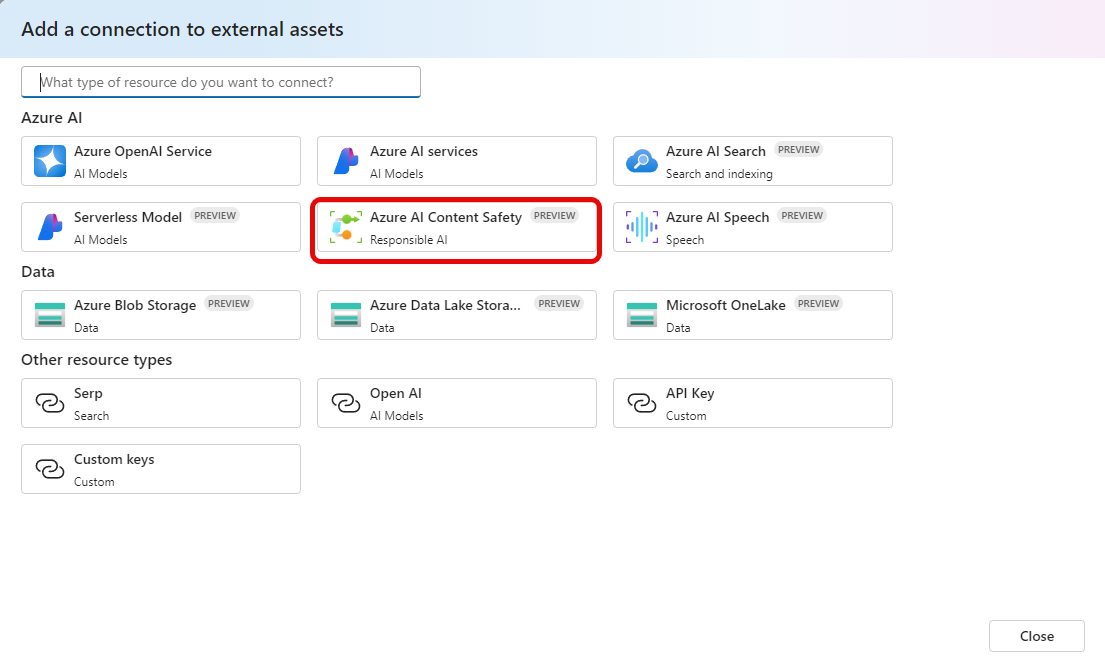 Add a connection to external assets
What type of resource do you want to connect?
Azure AI
Azure OpenAI Service
AI Models
Azure AI services
AI Models
Azure AI Search PREVIEW
Search and indexing
Serverless Model PREVIEW
AI Models
Azure AI Content Safety PREVIEW
Responsible AI
Azure AI Speech PREVIEW
Speech
Data
Azure Blob Storage PREVIEW
Data
Azure Data Lake Stora... PREVIEW
Data
Microsoft OneLake PREVIEW
Data
Other resource types
Serp
Search
Open AI
AI Models
API Key
Custom
Custom keys
Custom
Close